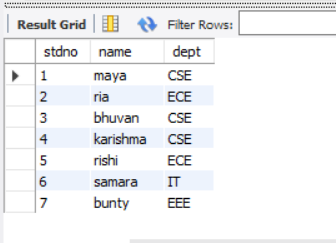 Result Grid Filter Rows:
stdno name dept
1 maya CSE
2 ria ECE
3 bhuvan CSE
4 karishma CSE
5 rishi ECE
6 samara IT
7 bunty EEE